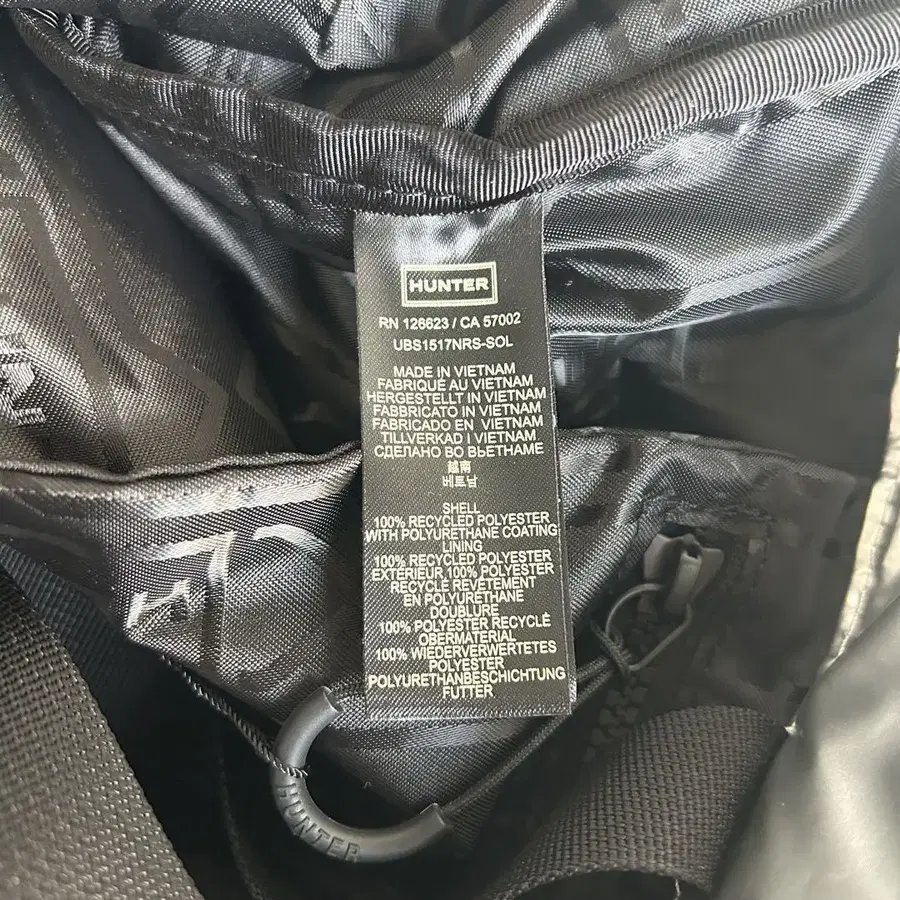 HUNTER
RN 126623 / CA 57002
UBS1517NRS-SOL
MADE IN VIETNAM
FABRIQUÉ AU VIETNAM
HERGESTELLT IN VIETNAM
FABBRICATO IN VIETNAM
FABRICADO EN VIETNAM
TILLVERKAD I VIETNAM
СДЕЛАНО ВО ВЬЕТНАМЕ
越南
베트남
SHELL
100% RECYCLED POLYESTER
WITH POLYURETHANE COATING
LINING
100% RECYCLED POLYESTER
EXTÉRIEUR 100% POLYESTER
RECYCLÉ REVÊTEMENT
EN POLYURÉTHANE
DOUBLURE
100% POLYESTER RECYCLÉ
OBERMATERIAL
100% WIEDERVERWERTETES
POLYESTER
POLYURETHANBESCHICHTUNG
FUTTER
HUNTER